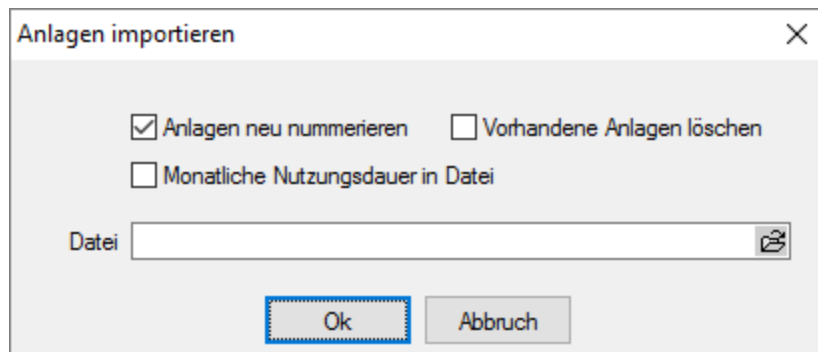 Anlagen importieren
Anlagen neu nummerieren Vorhandene Anlagen löschen
Monatliche Nutzungsdauer in Datei
Datei
Ok Abbruch